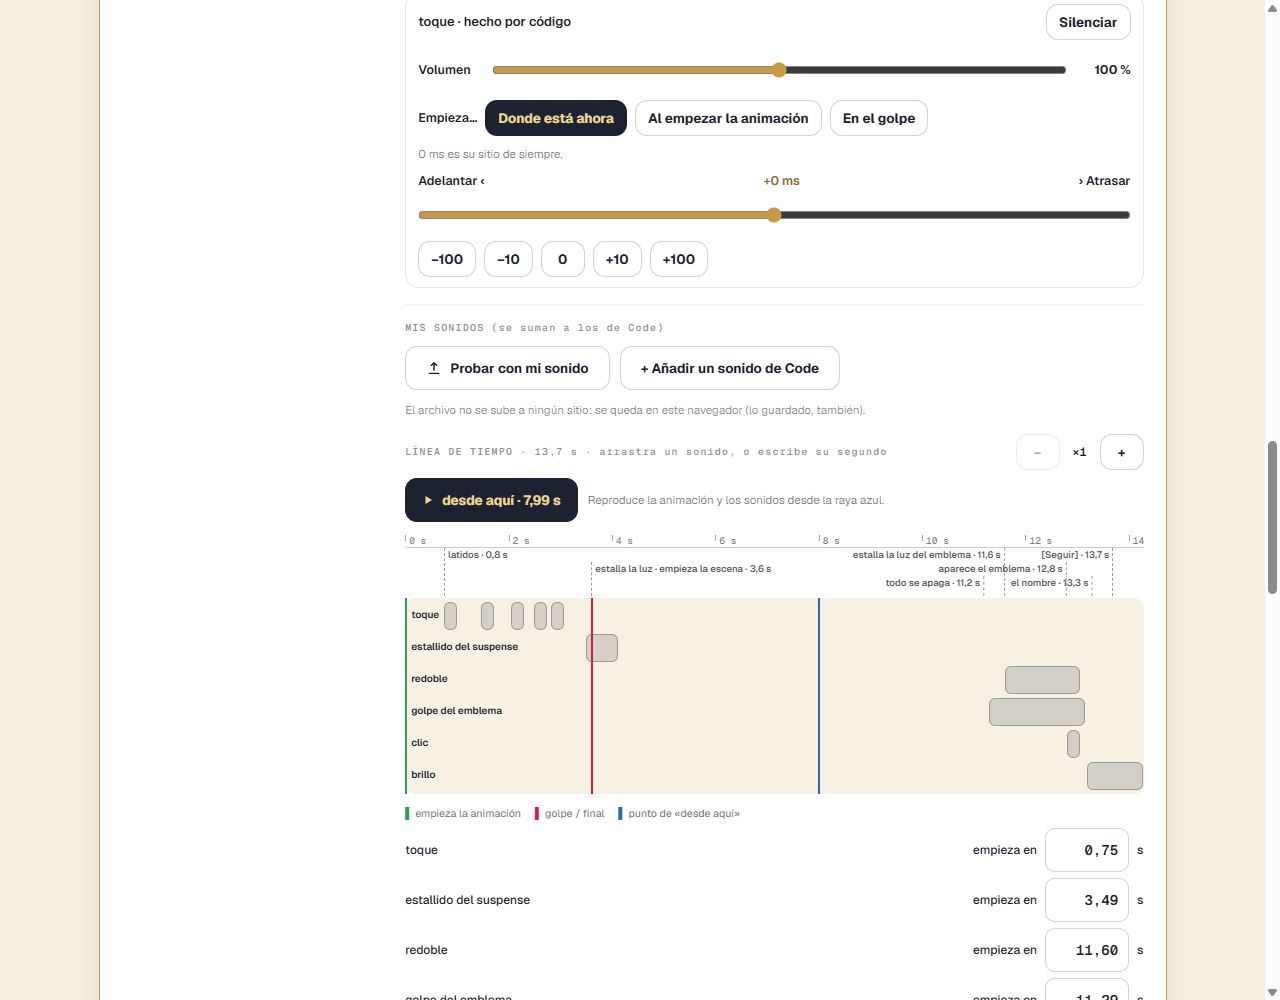 toque · hecho por código
Silenciar
Volumen
100 %
Empieza…
Donde está ahora
Al empezar la animación
En el golpe
0 ms es su sitio de siempre.
Adelantar ‹
+0 ms
› Atrasar
−100
−10
0
+10
+100
MIS SONIDOS (se suman a los de Code)
Probar con mi sonido
+ Añadir un sonido de Code
El archivo no se sube a ningún sitio: se queda en este navegador (lo guardado, también).
LÍNEA DE TIEMPO · 13,7 s · arrastra un sonido, o escribe su segundo
−
×1
+
desde aquí · 7,99 s
Reproduce la animación y los sonidos desde la raya azul.
0 s
2 s
4 s
6 s
8 s
10 s
12 s
14
latidos · 0,8 s
estalla la luz del emblema · 11,6 s
[Seguir] · 13,7 s
estalla la luz · empieza la escena · 3,6 s
aparece el emblema · 12,8 s
todo se apaga · 11,2 s
el nombre · 13,3 s
toque
estallido del suspense
redoble
golpe del emblema
clic
brillo
empieza la animación
golpe / final
punto de «desde aquí»
toque
empieza en
0,75
s
estallido del suspense
empieza en
3,49
s
redoble
empieza en
11,60
s
golpe del emblema
empieza en
11,29
s